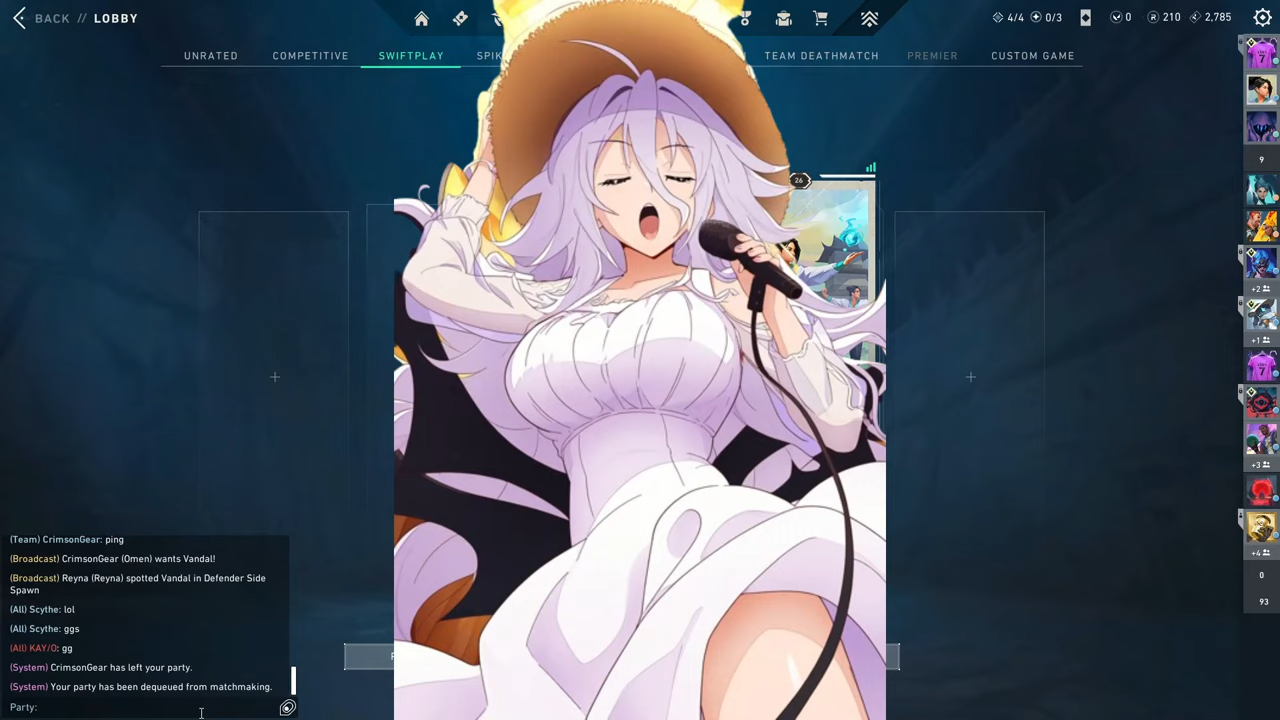 BACK // LOBBY
4/4
0/3
0
210
2,785
UNRATED
COMPETITIVE
SWIFTPLAY
SPIK
TEAM DEATHMATCH
PREMIER
CUSTOM GAME
26
7
9
+2
+1
7
+3
+4
0
93
(Team) CrimsonGear: ping
(Broadcast) CrimsonGear (Omen) wants Vandal!
(Broadcast) Reyna (Reyna) spotted Vandal in Defender Side
Spawn
(All) Scythe: lol
(All) Scythe: ggs
(All) KAY/O: gg
(System) CrimsonGear has left your party.
(System) Your party has been dequeued from matchmaking.
Party: